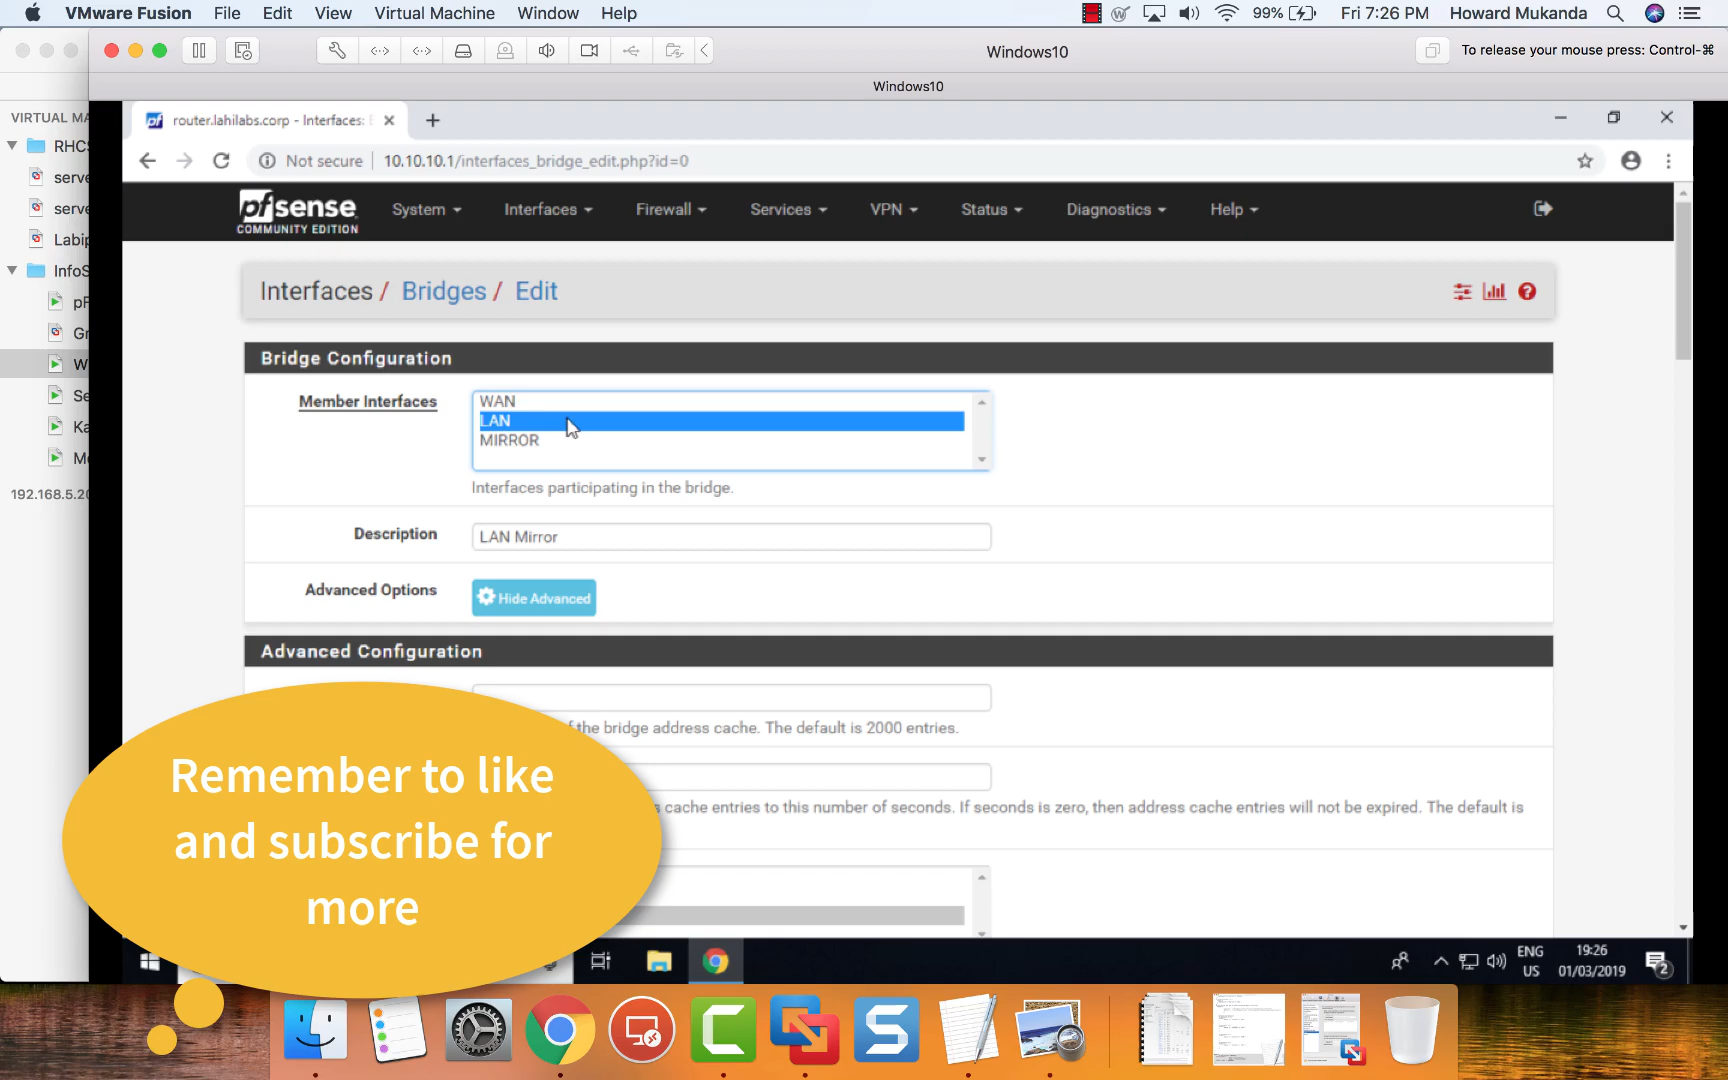 VMware Fusion File Edit View Virtual Machine Window Help 99% Fri 7:26 PM Howard Mukanda
Windows10
To release your mouse press: Control-⌘
Windows10
VIRTUAL MA
RHCS
serve
serve
Labip
InfoS
pF
Gr
W
Se
Ka
Me
192.168.5.20
router.lahilabs.corp - Interfaces:
Not secure 10.10.10.1/interfaces_bridge_edit.php?id=0
pfsense
COMMUNITY EDITION
System Interfaces Firewall Services VPN Status Diagnostics Help
Interfaces / Bridges / Edit
Bridge Configuration
Member Interfaces
WAN
LAN
MIRROR
Interfaces participating in the bridge.
Description
LAN Mirror
Advanced Options
Hide Advanced
Advanced Configuration
the bridge address cache. The default is 2000 entries.
cache entries to this number of seconds. If seconds is zero, then address cache entries will not be expired. The default is
Remember to like
and subscribe for
more
ENG
US
19:26
01/03/2019
2